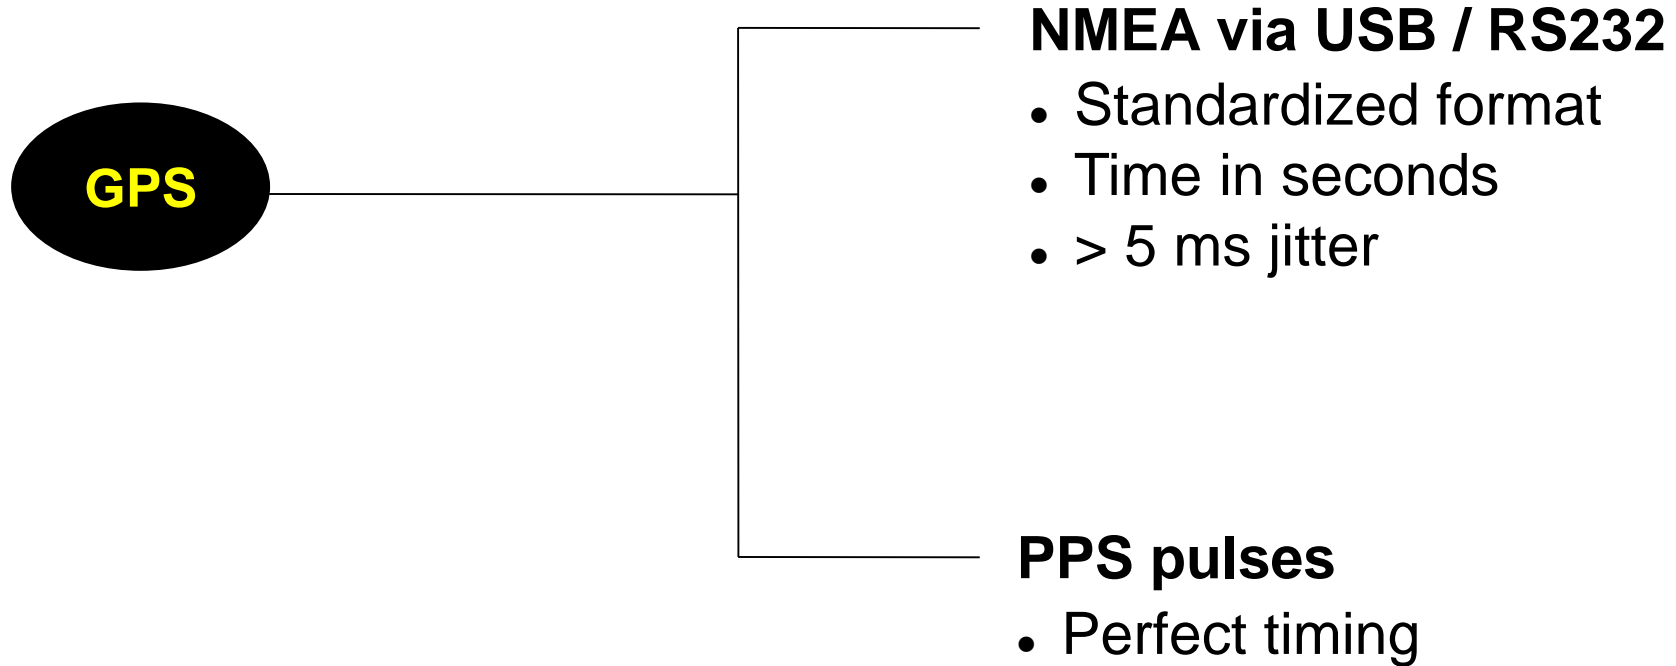 GPS
NMEA via USB / RS232
• Standardized format
• Time in seconds
• > 5 ms jitter
PPS pulses
• Perfect timing